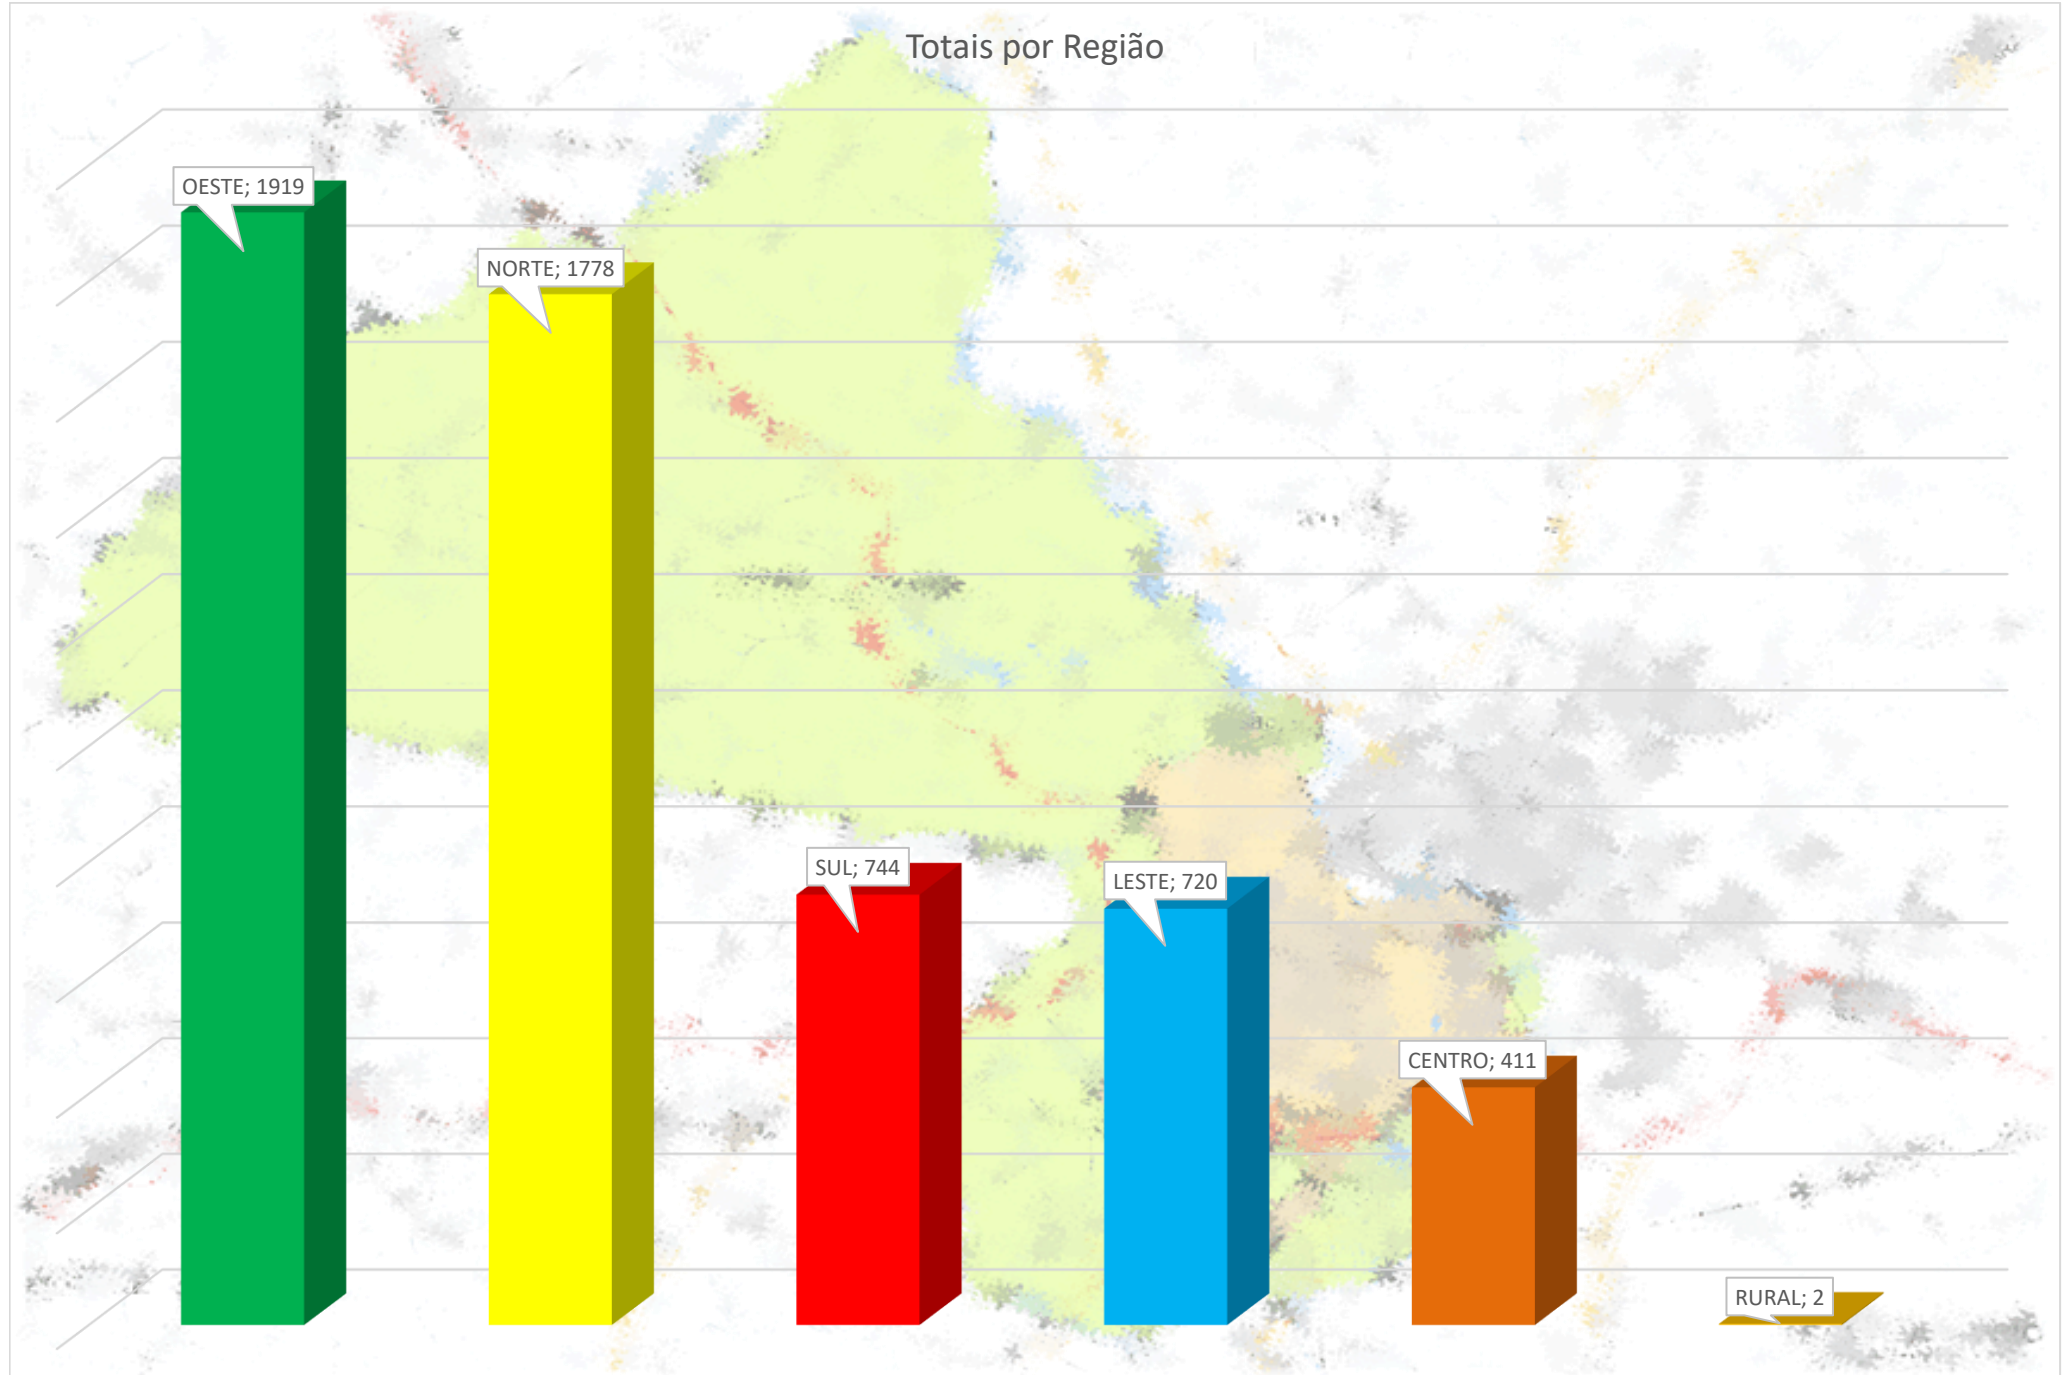 Totais por Região
OESTE; 1919
NORTE; 1778
SUL; 744
LESTE; 720
CENTRO; 411
RURAL; 2